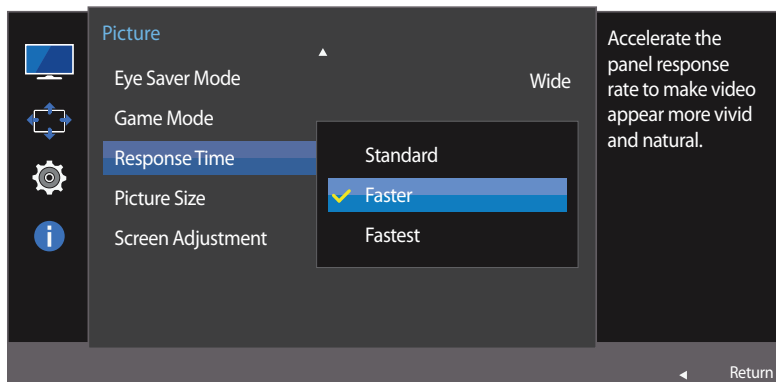 Picture
Eye Saver Mode
Wide
Game Mode
Response Time
Standard
Faster
Picture Size
Screen Adjustment
Fastest
Accelerate the
panel response
rate to make video
appear more vivid
and natural.
i
Return